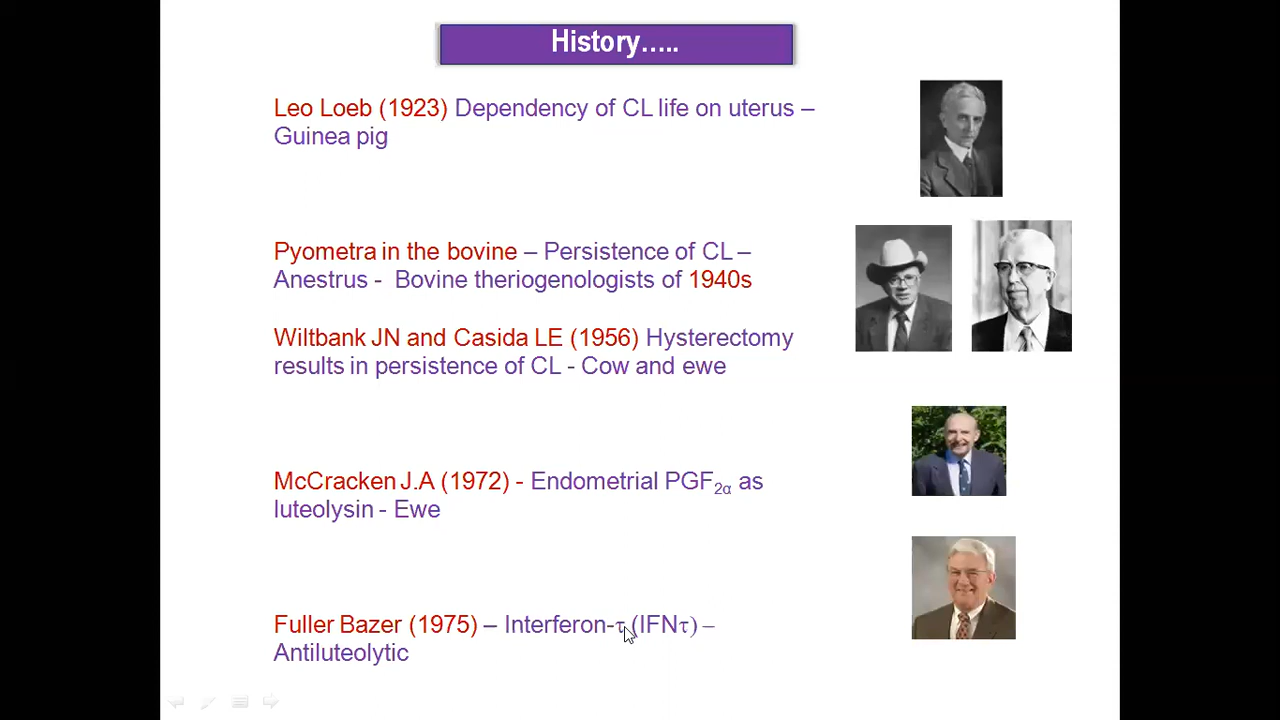 History.....
Leo Loeb (1923) Dependency of CL life on uterus –
Guinea pig
Pyometra in the bovine – Persistence of CL –
Anestrus - Bovine theriogenologists of 1940s
Wiltbank JN and Casida LE (1956) Hysterectomy
results in persistence of CL - Cow and ewe
McCracken J.A (1972) - Endometrial PGF2α as
luteolysin - Ewe
Fuller Bazer (1975) – Interferon-τ (IFNτ) –
Antiluteolytic